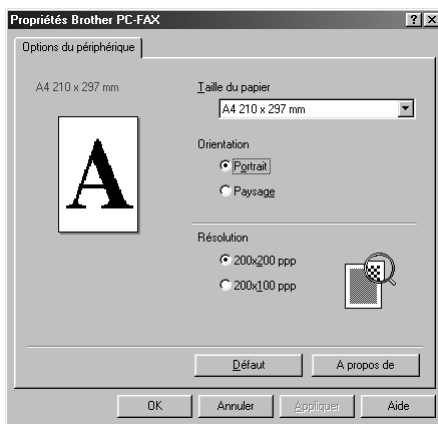 Propriétés Brother PC-FAX
Options du périphérique
A4 210 x 297 mm
A
Taille du papier
A4 210 x 297 mm
Orientation
Portrait
Paysage
Résolution
200x200 ppp
200x100 ppp
Défaut
A propos de
OK
Annuler
Appliquer
Aide